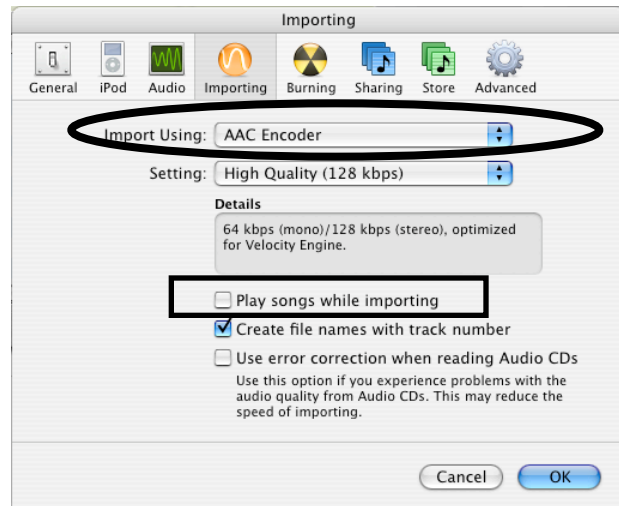 Importing
General iPod Audio Importing Burning Sharing Store Advanced
Import Using: AAC Encoder
Setting: High Quality (128 kbps)
Details
64 kbps (mono)/128 kbps (stereo), optimized
for Velocity Engine.
Play songs while importing
Create file names with track number
Use error correction when reading Audio CDs
Use this option if you experience problems with the
audio quality from Audio CDs. This may reduce the
speed of importing.
Cancel OK